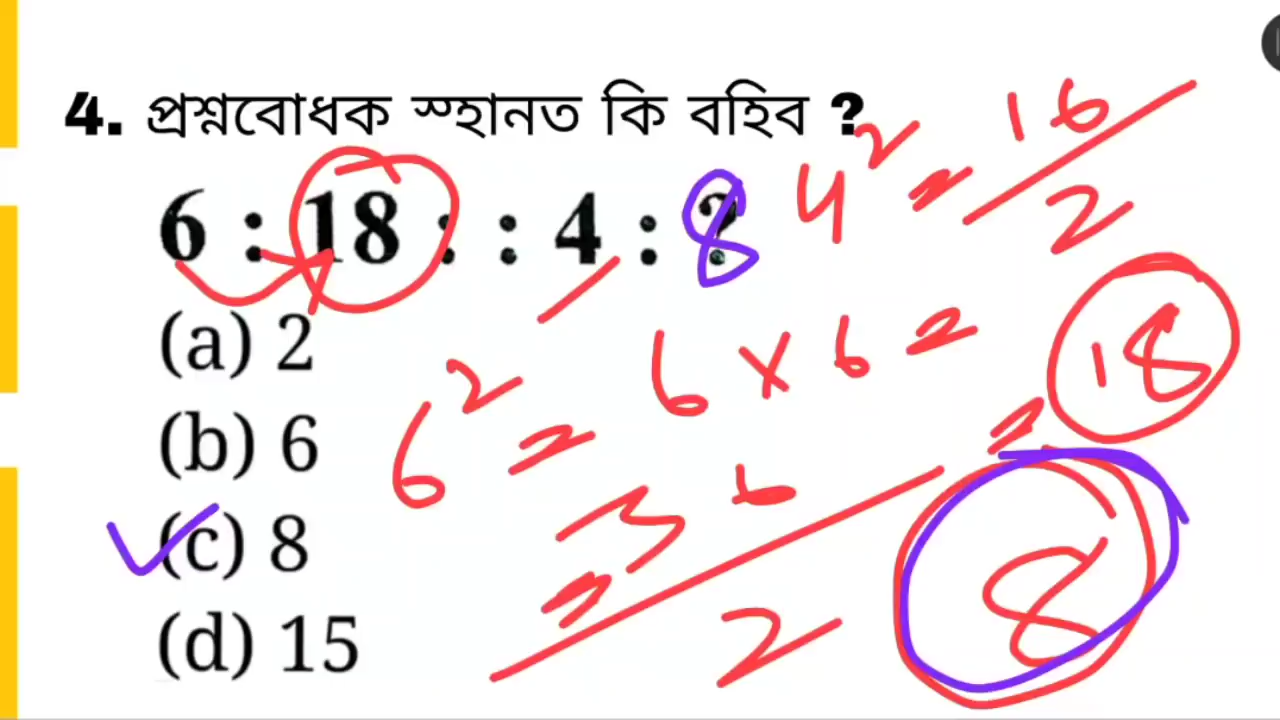 4. প্ৰশ্নবোধক স্হানত কি বহিব ?
6 : 18 : : 4 : ? 8
4² = 16/2
(a) 2
6² = 6 x 6 =
18
(b) 6
= 36/2
= 8
(c) 8
(d) 15